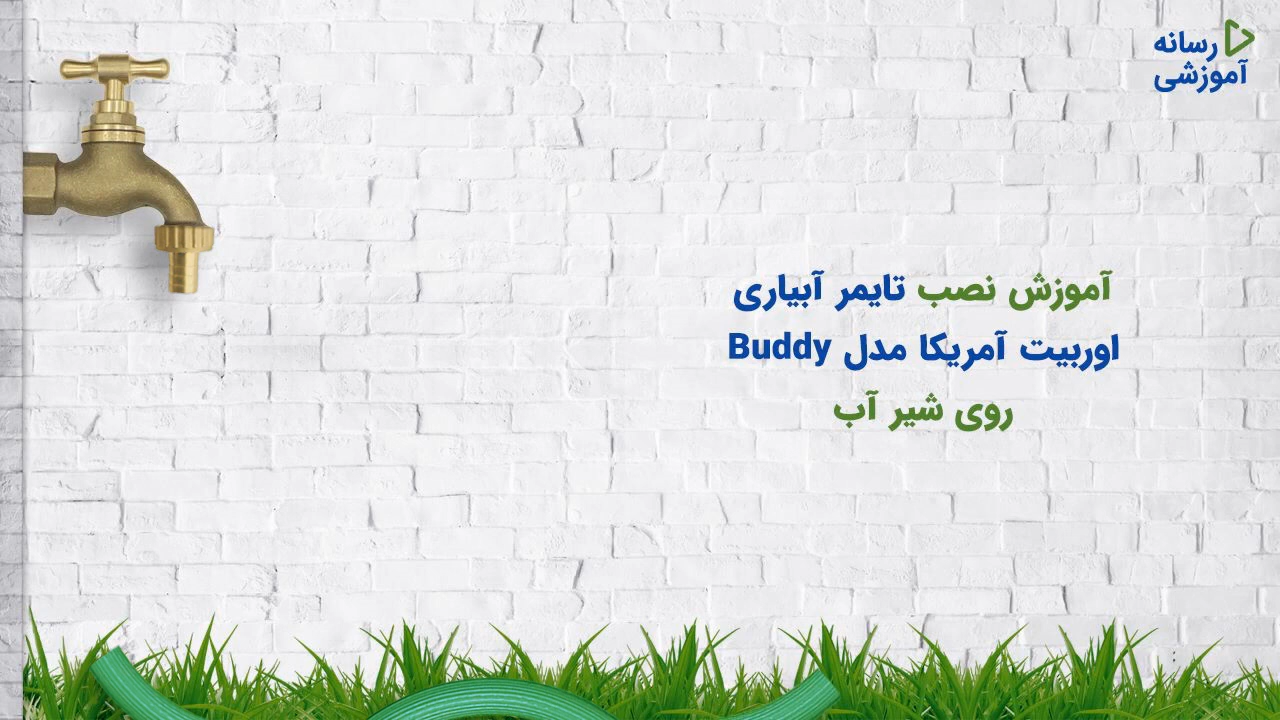 رسانه
آموزشی
آموزش نصب تایمر آبیاری
اوربیت آمریکا مدل Buddy
روی شیر آب